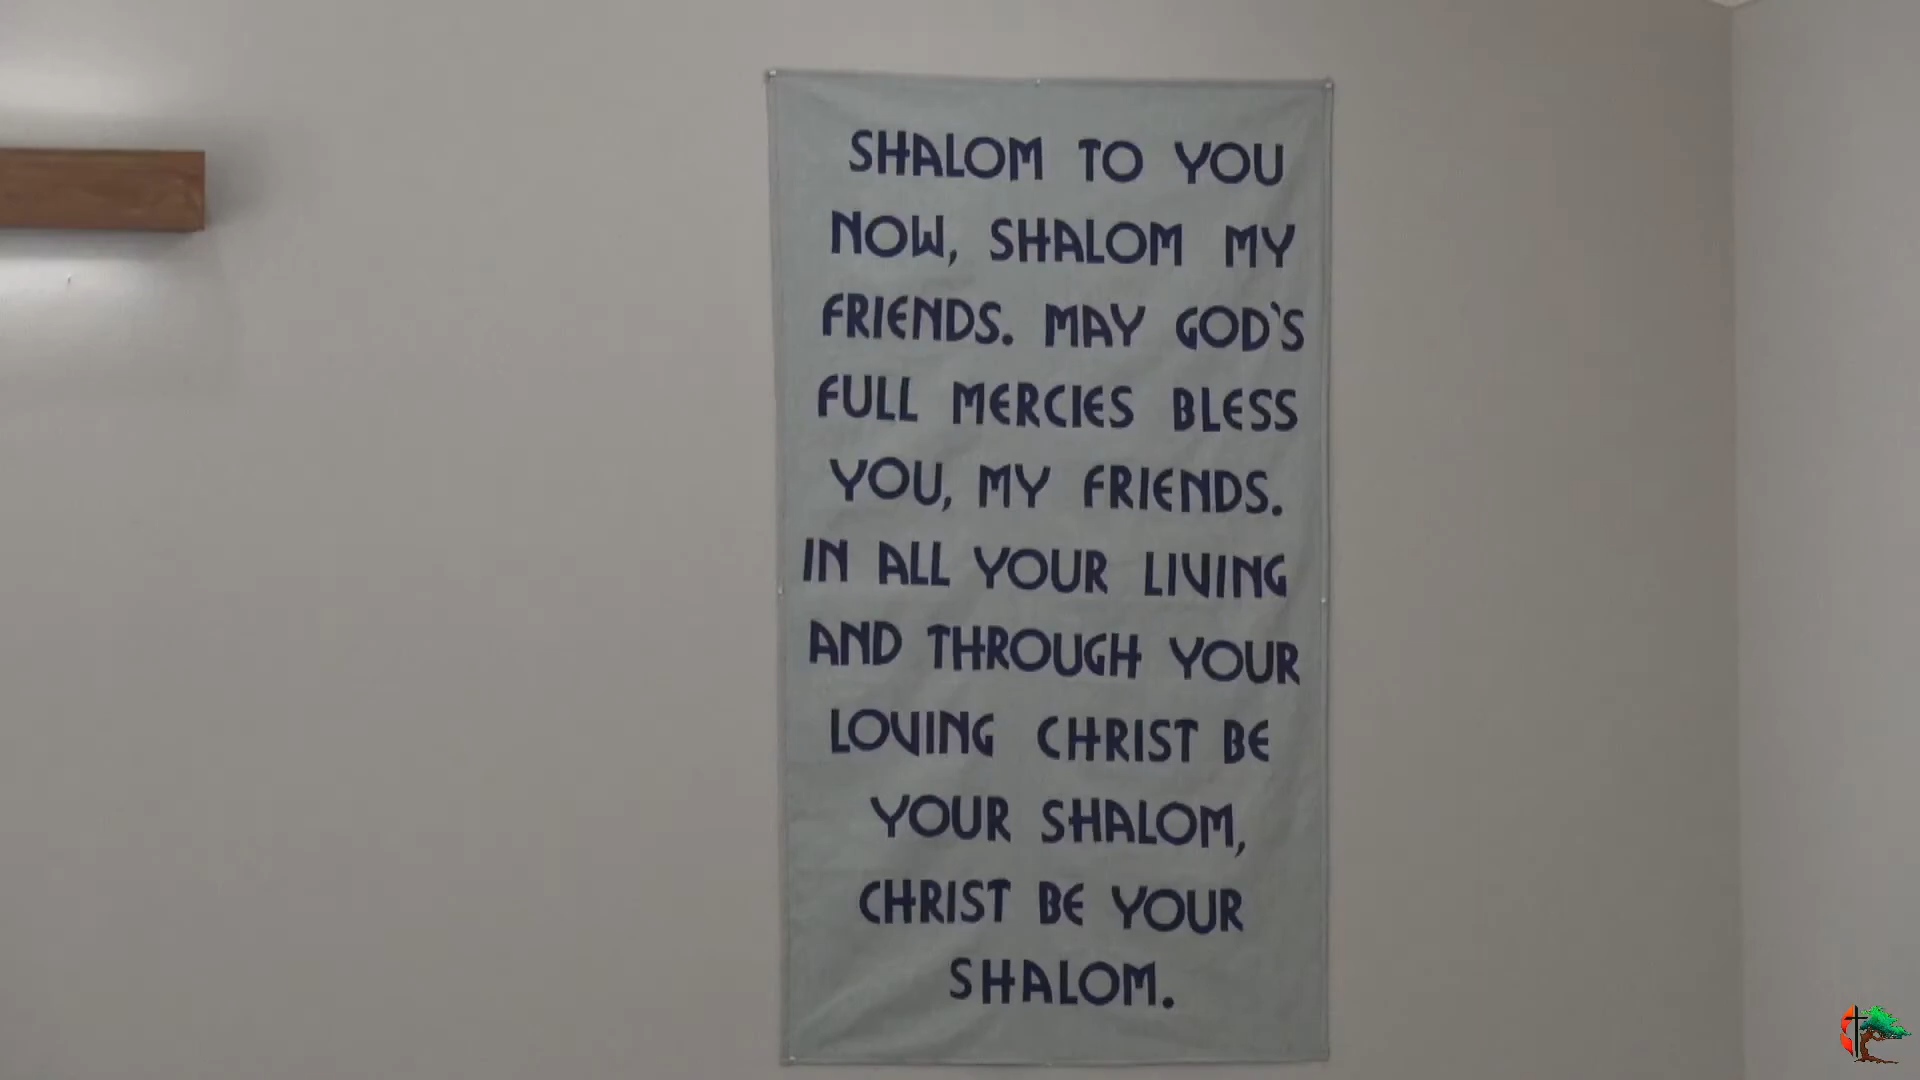 SHALOM TO YOU
NOW, SHALOM MY
FRIENDS. MAY GOD'S
FULL MERCIES BLESS
YOU, MY FRIENDS.
IN ALL YOUR LIVING
AND THROUGH YOUR
LOVING CHRIST BE
YOUR SHALOM,
CHRIST BE YOUR
SHALOM.